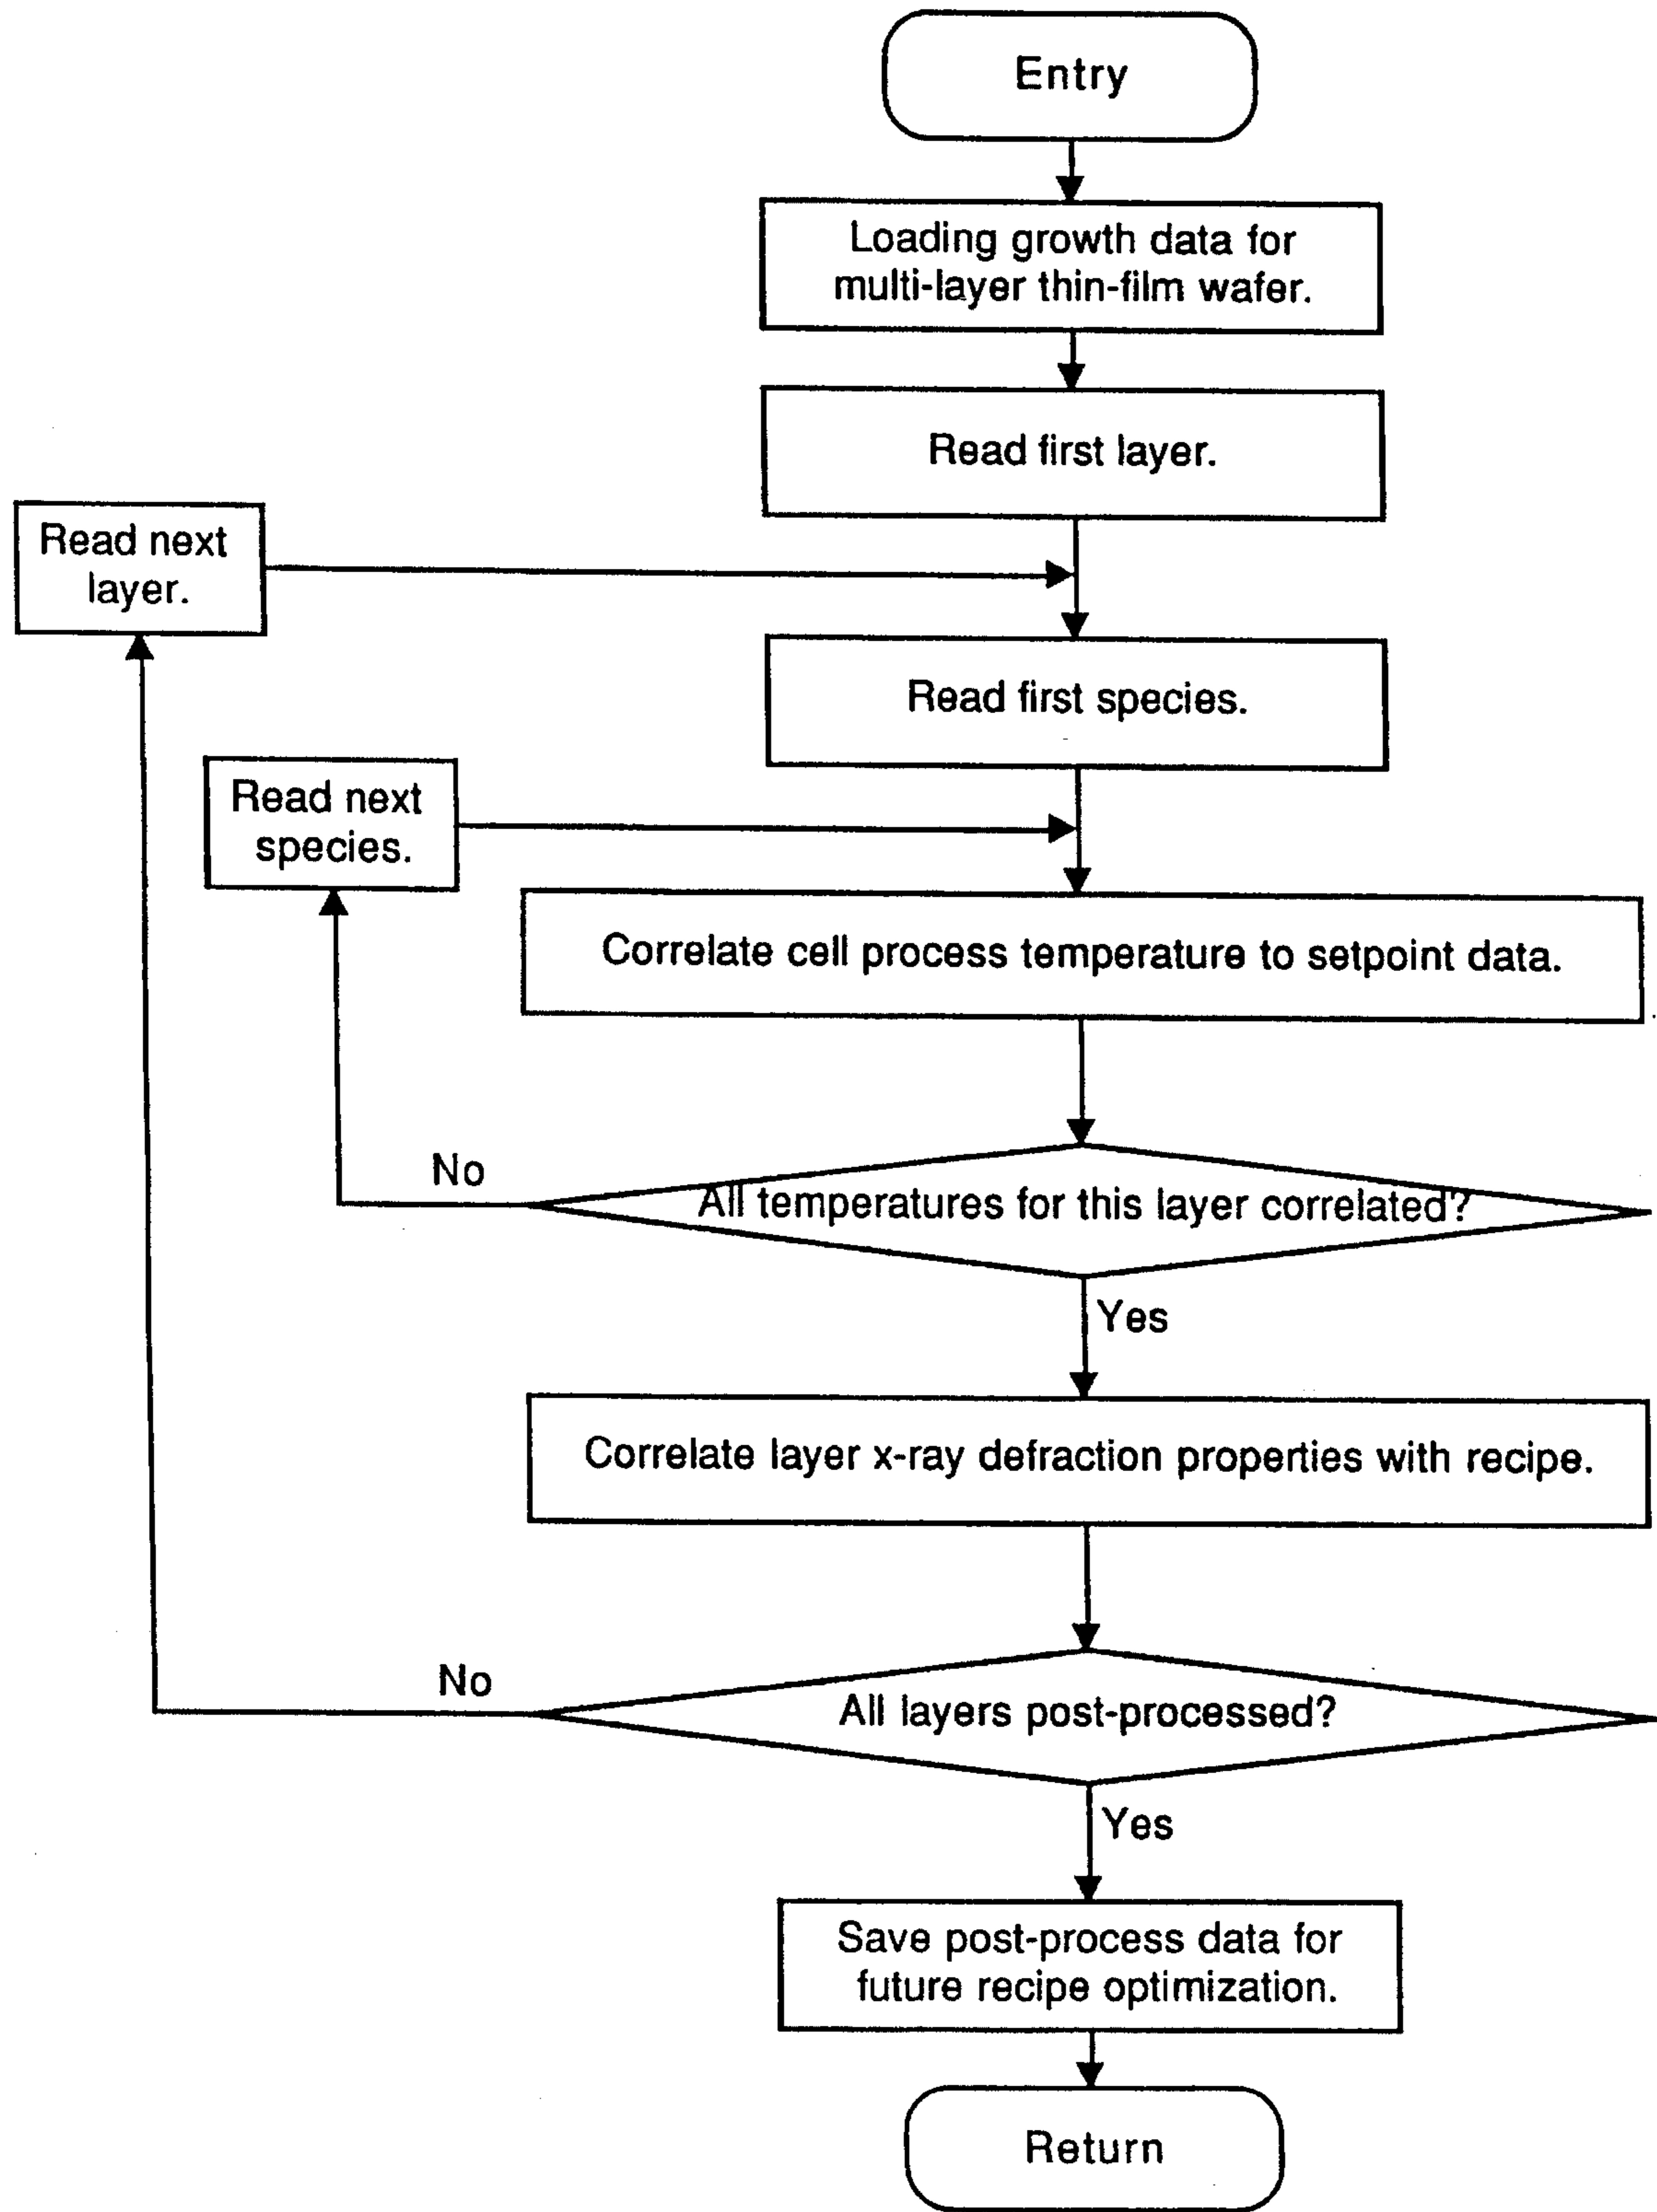 Entry
Loading growth data for
multi-layer thin-film wafer.
Read first layer.
Read next
layer.
Read first species.
Read next
species.
Correlate cell process temperature to setpoint data.
No
All temperatures for this layer correlated?
Yes
Correlate layer x-ray defraction properties with recipe.
No
All layers post-processed?
Yes
Save post-process data for
future recipe optimization.
Return